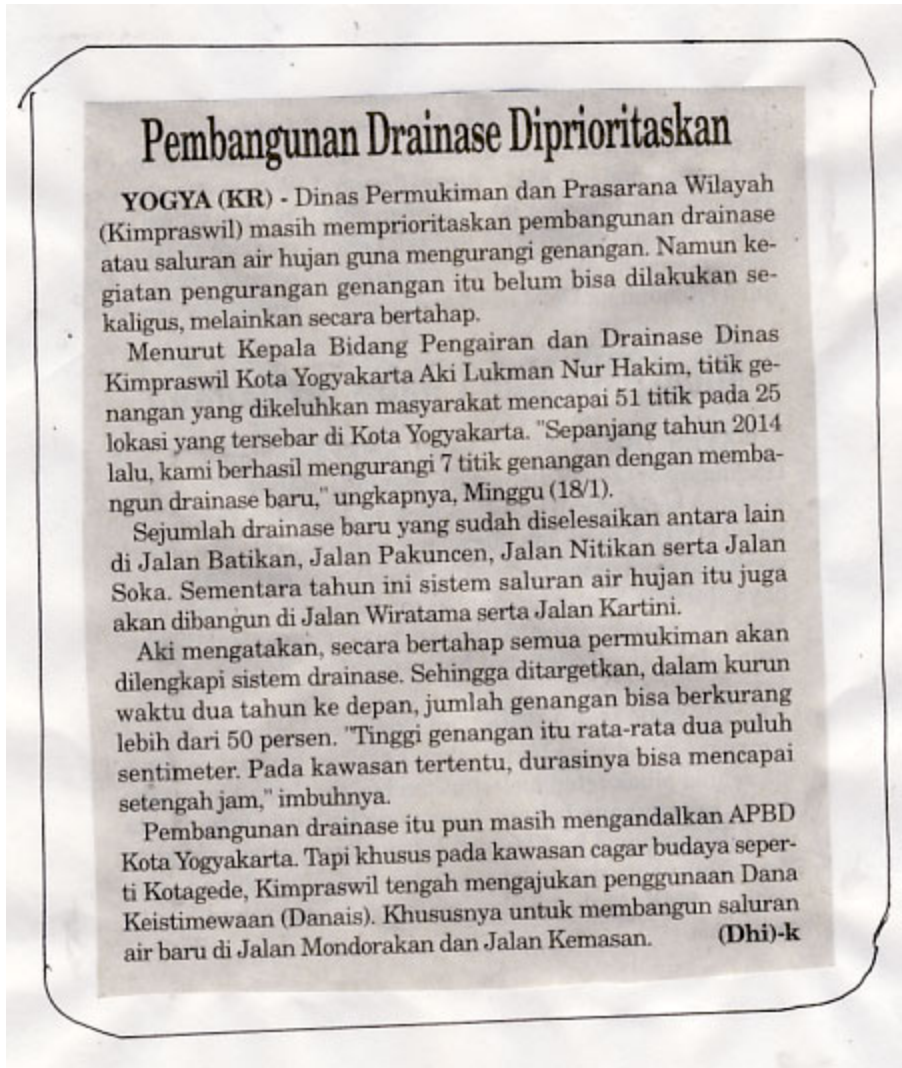 Pembangunan Drainase Diprioritaskan
YOGYA (KR) - Dinas Permukiman dan Prasarana Wilayah
(Kimpraswil) masih memprioritaskan pembangunan drainase
atau saluran air hujan guna mengurangi genangan. Namun ke-
giatan pengurangan genangan itu belum bisa dilakukan se-
kaligus, melainkan secara bertahap.
Menurut Kepala Bidang Pengairan dan Drainase Dinas
Kimpraswil Kota Yogyakarta Aki Lukman Nur Hakim, titik ge-
nangan yang dikeluhkan masyarakat mencapai 51 titik pada 25
lokasi yang tersebar di Kota Yogyakarta. "Sepanjang tahun 2014
lalu, kami berhasil mengurangi 7 titik genangan dengan memba-
ngun drainase baru," ungkapnya, Minggu (18/1).
Sejumlah drainase baru yang sudah diselesaikan antara lain
di Jalan Batikan, Jalan Pakuncen, Jalan Nitikan serta Jalan
Soka. Sementara tahun ini sistem saluran air hujan itu juga
akan dibangun di Jalan Wiratama serta Jalan Kartini.
Aki mengatakan, secara bertahap semua permukiman akan
dilengkapi sistem drainase. Sehingga ditargetkan, dalam kurun
waktu dua tahun ke depan, jumlah genangan bisa berkurang
lebih dari 50 persen. "Tinggi genangan itu rata-rata dua puluh
sentimeter. Pada kawasan tertentu, durasinya bisa mencapai
setengah jam," imbuhnya.
Pembangunan drainase itu pun masih mengandalkan APBD
Kota Yogyakarta. Tapi khusus pada kawasan cagar budaya seper-
ti Kotagede, Kimpraswil tengah mengajukan penggunaan Dana
Keistimewaan (Danais). Khususnya untuk membangun saluran
air baru di Jalan Mondorakan dan Jalan Kemasan. (Dhi)-k